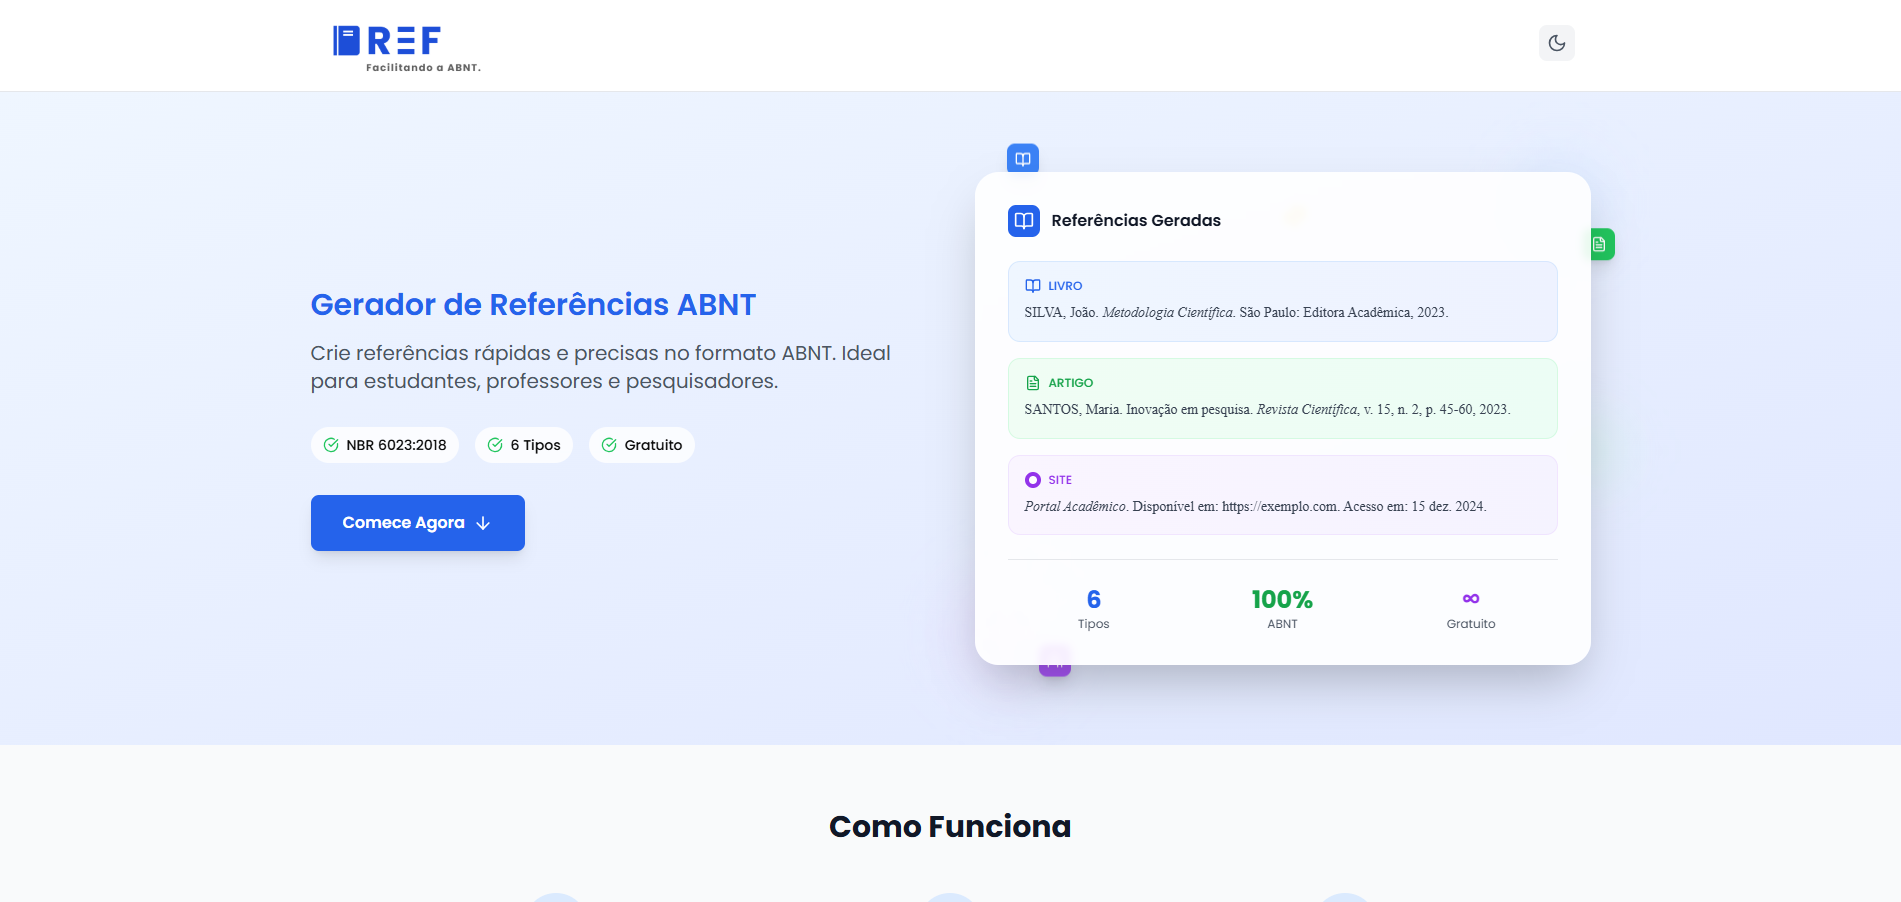 REF
Facilitando a ABNT.
Gerador de Referências ABNT
Crie referências rápidas e precisas no formato ABNT. Ideal
para estudantes, professores e pesquisadores.
NBR 6023:2018
6 Tipos
Gratuito
Comece Agora
Referências Geradas
LIVRO
SILVA, João. Metodologia Científica. São Paulo: Editora Acadêmica, 2023.
ARTIGO
SANTOS, Maria. Inovação em pesquisa. Revista Científica, v. 15, n. 2, p. 45-60, 2023.
SITE
Portal Acadêmico. Disponível em: https://exemplo.com. Acesso em: 15 dez. 2024.
6
Tipos
100%
ABNT
∞
Gratuito
Como Funciona